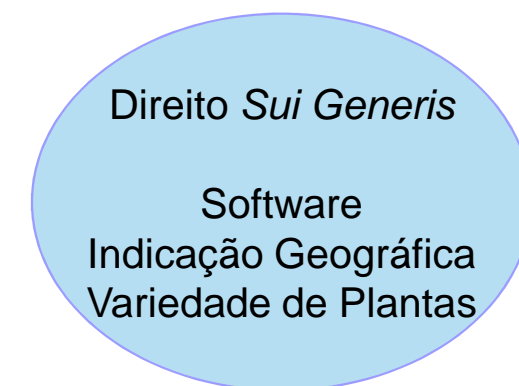 Direito Sui Generis
Software
Indicação Geográfica
Variedade de Plantas